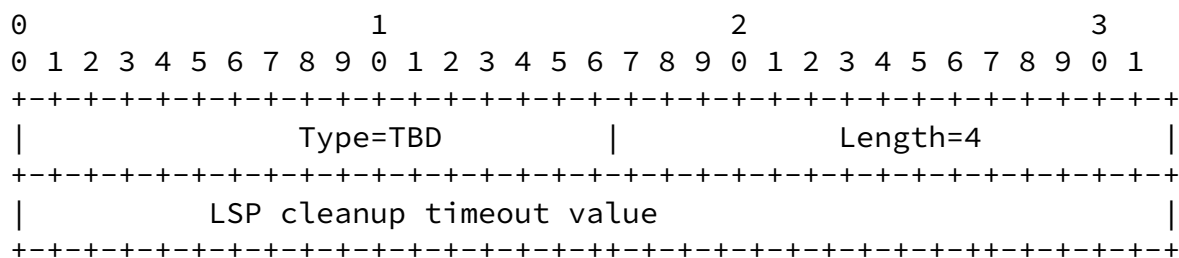 0                   1                   2                   3
0 1 2 3 4 5 6 7 8 9 0 1 2 3 4 5 6 7 8 9 0 1 2 3 4 5 6 7 8 9 0 1
+-+-+-+-+-+-+-+-+-+-+-+-+-+-+-+-+-+-+-+-+-+-+-+-+-+-+-+-+-+-+-+-+
|               Type=TBD         |            Length=4          |
+-+-+-+-+-+-+-+-+-+-+-+-+-+-+-+-+-+-+-+-+-+-+-+-+-+-+-+-+-+-+-+-+
|          LSP cleanup timeout value                            |
+-+-+-+-+-+-+-+-+-+-+-+-+-+-+-+-++-+-+-+-+-+-+-+-+-+-++-+-+-+-+-+